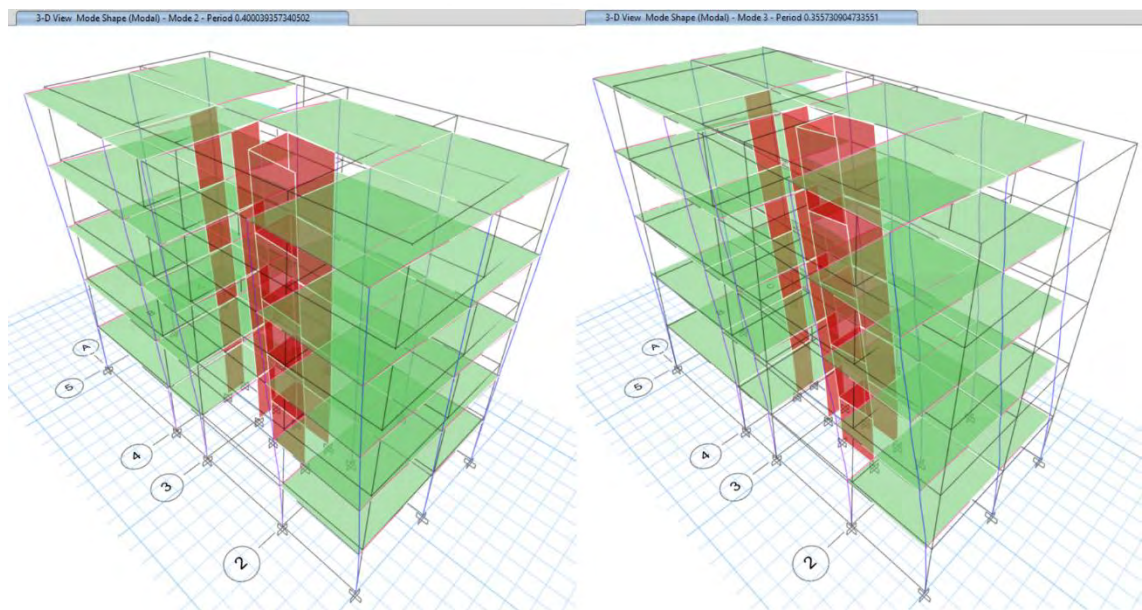 3-D View Mode Shape (Modal) - Mode 2 - Period 0.400039357340502
3-D View Mode Shape (Modal) - Mode 3 - Period 0.355730904733551
A
5
4
3
2
A
5
4
3
2